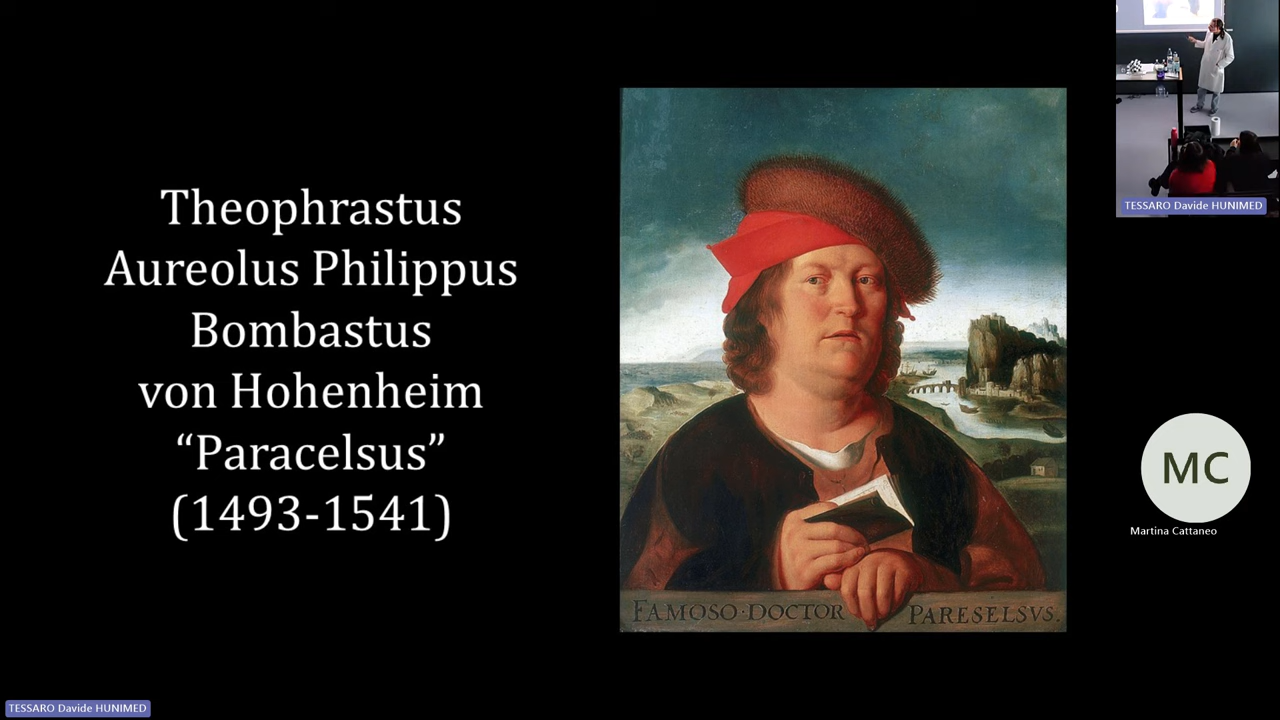 Theophrastus
Aureolus Philippus
Bombastus
von Hohenheim
“Paracelsus”
(1493-1541)
FAMOSO·DOCTOR PARESELSVS.
TESSARO Davide HUNIMED
MC
Martina Cattaneo
TESSARO Davide HUNIMED